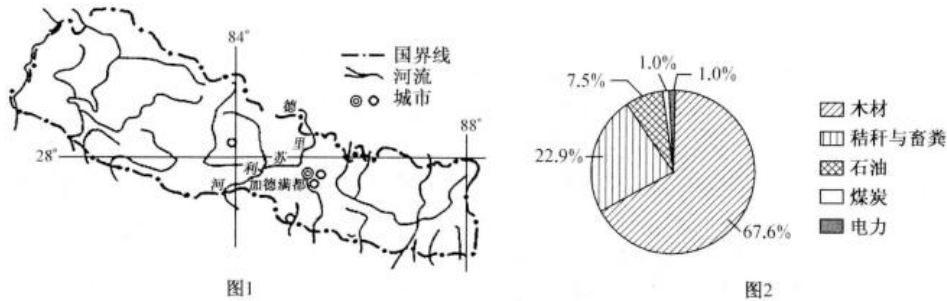 84°
国界线
河流
城市
德
里
88°
28°
苏
利
河
加德满都
图1
1.0%
1.0%
7.5%
22.9%
67.6%
木材
秸秆与畜粪
石油
煤炭
电力
图2